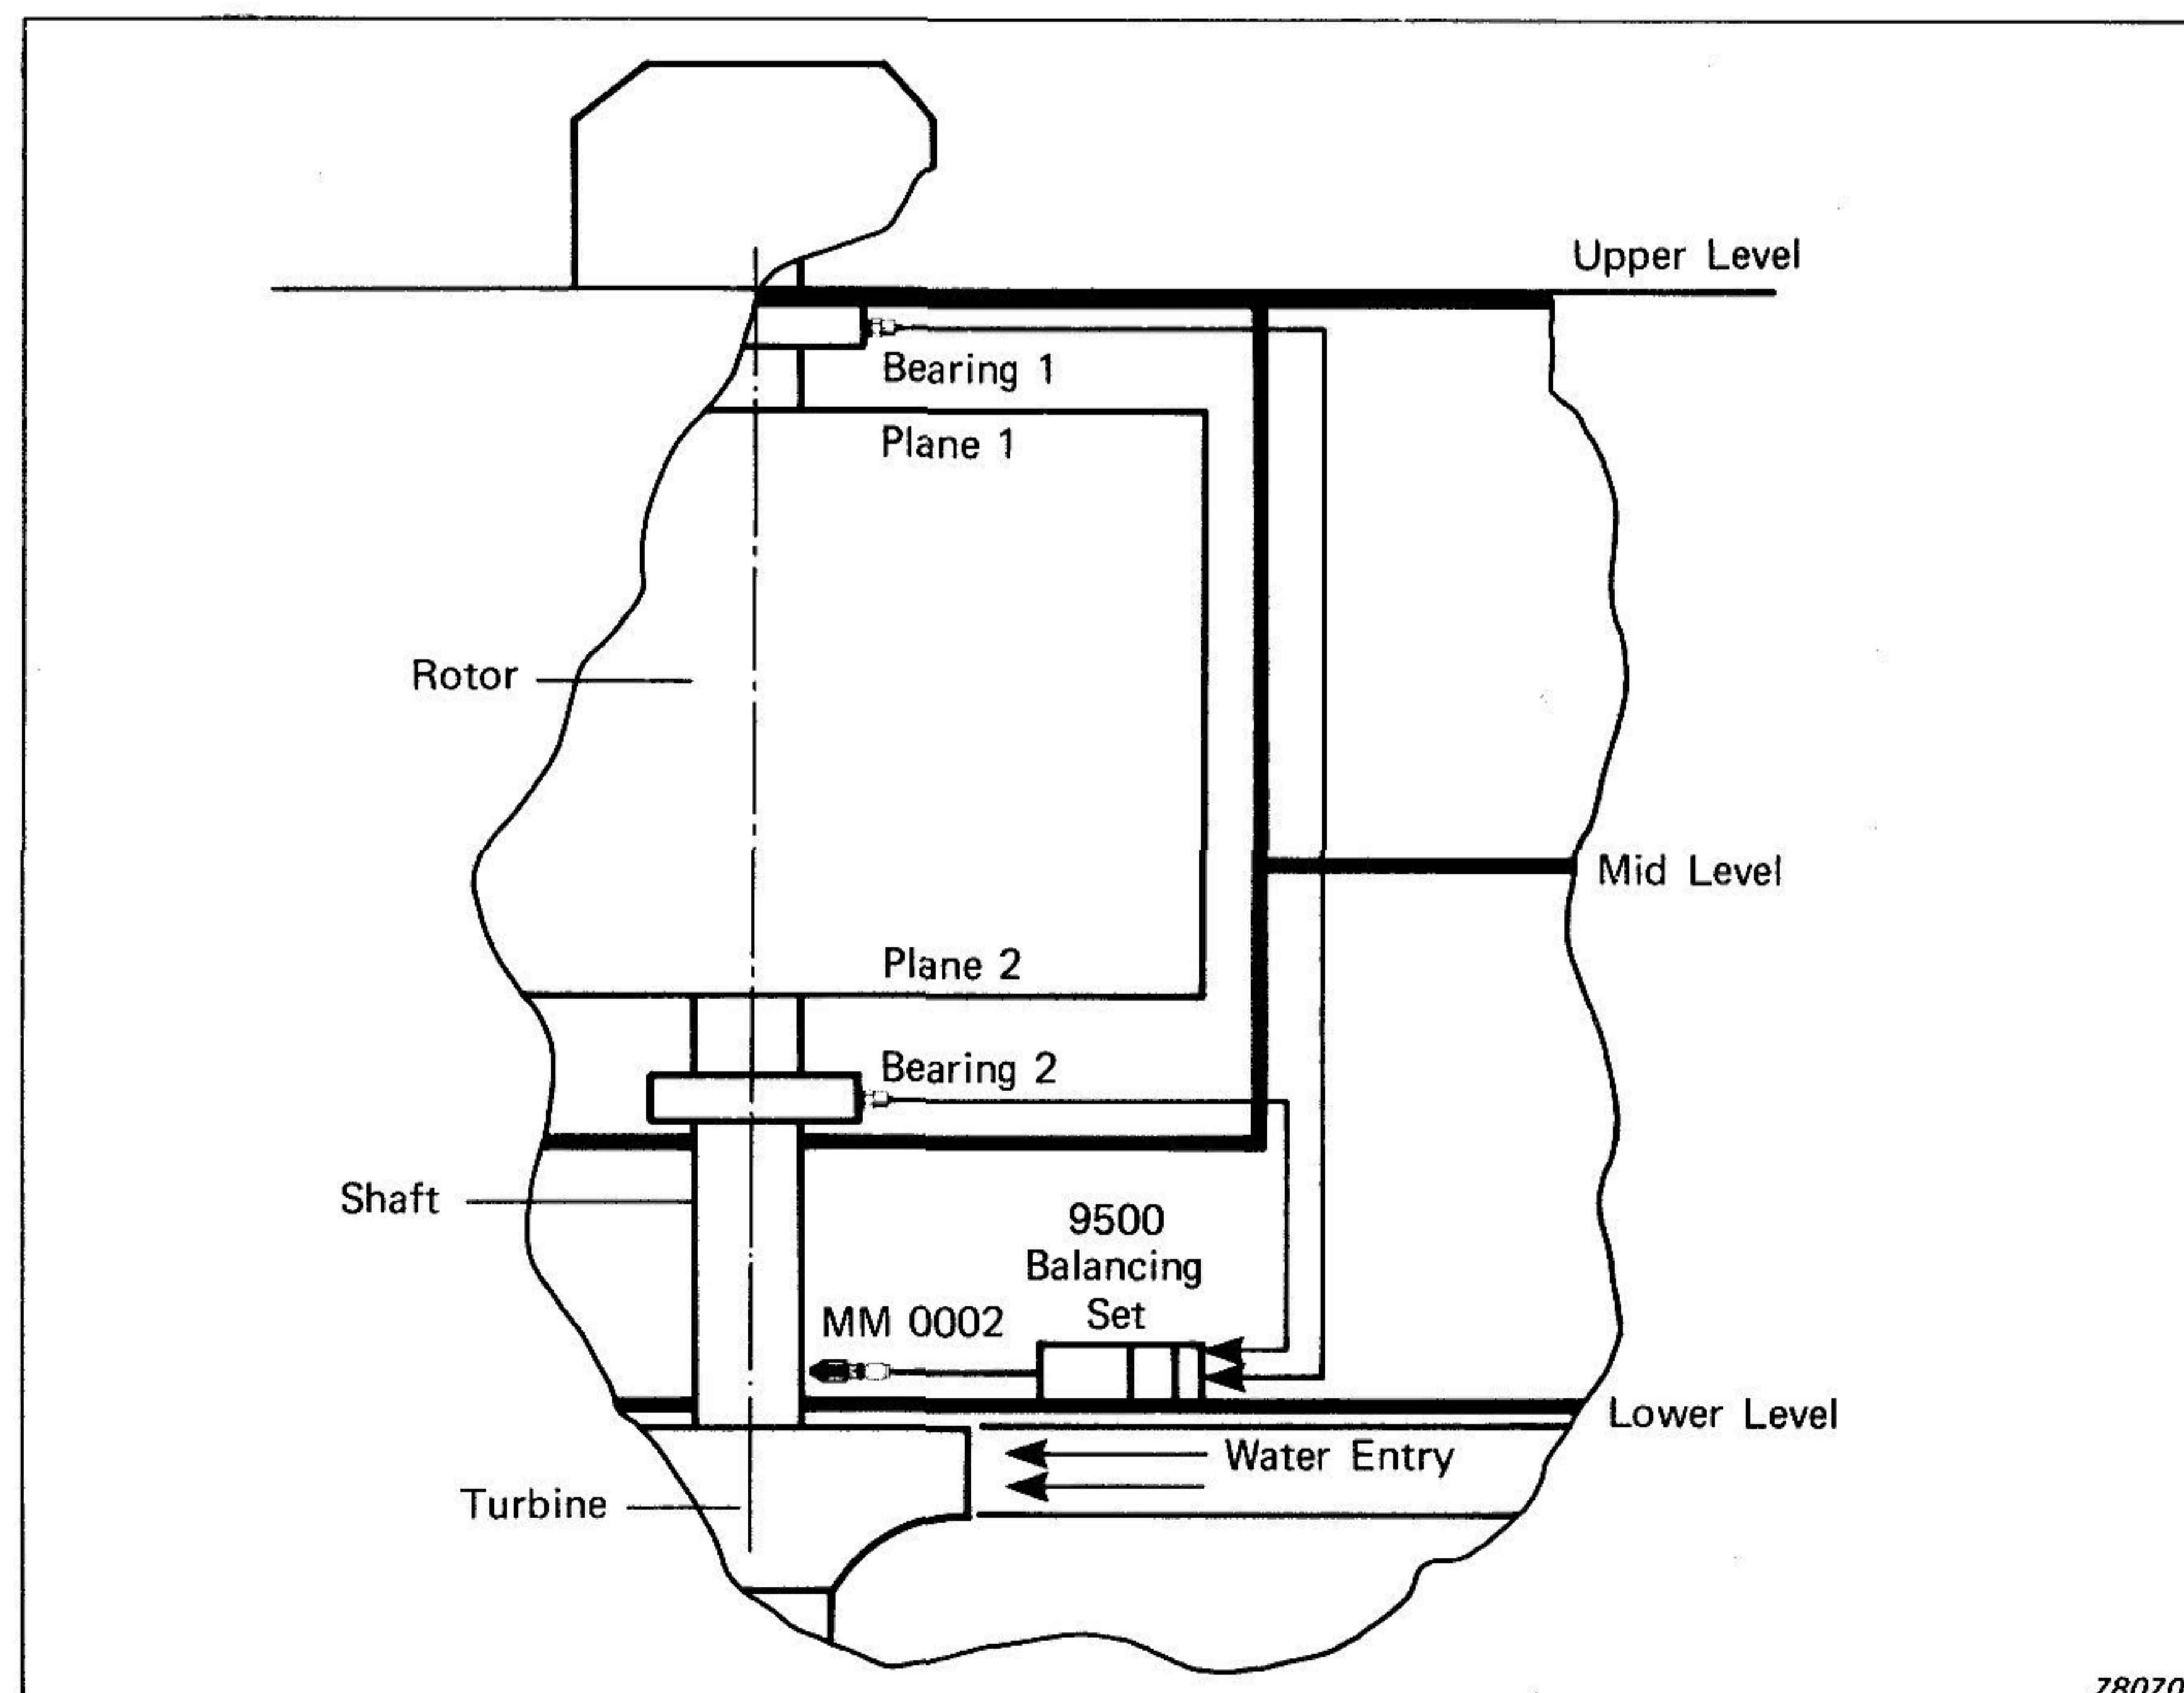 Upper Level
Bearing 1
Plane 1
Rotor
Mid Level
Plane 2
Bearing 2
Shaft
9500
Balancing
Set
MM 0002
Lower Level
Water Entry
Turbine